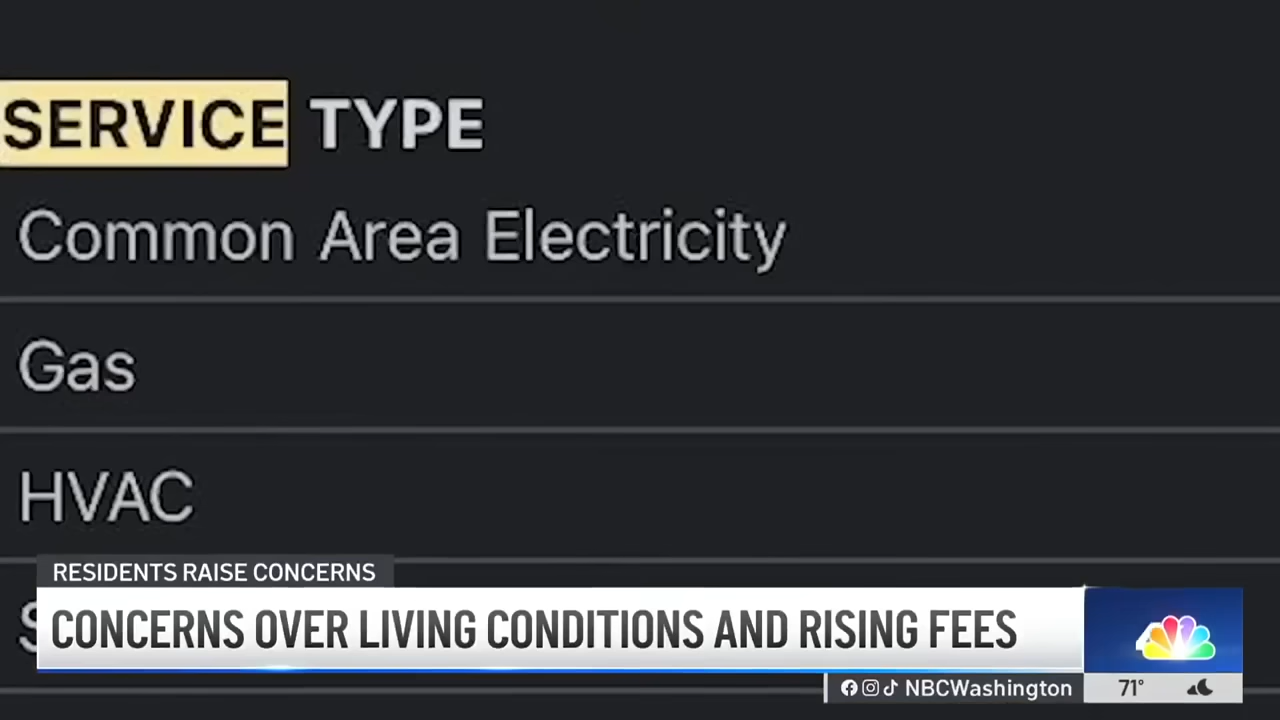 SERVICE TYPE
Common Area Electricity
Gas
HVAC
RESIDENTS RAISE CONCERNS
CONCERNS OVER LIVING CONDITIONS AND RISING FEES
4
NBCWashington
71°